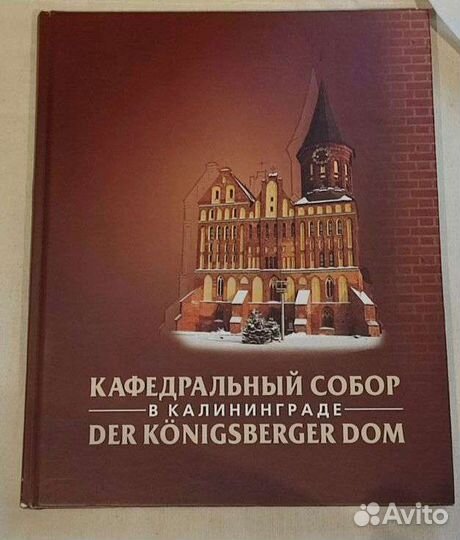 КАФЕДРАЛЬНЫЙ СОБОР
В КАЛИНИНГРАДЕ
DER KÖNIGSBERGER DOM
Avito